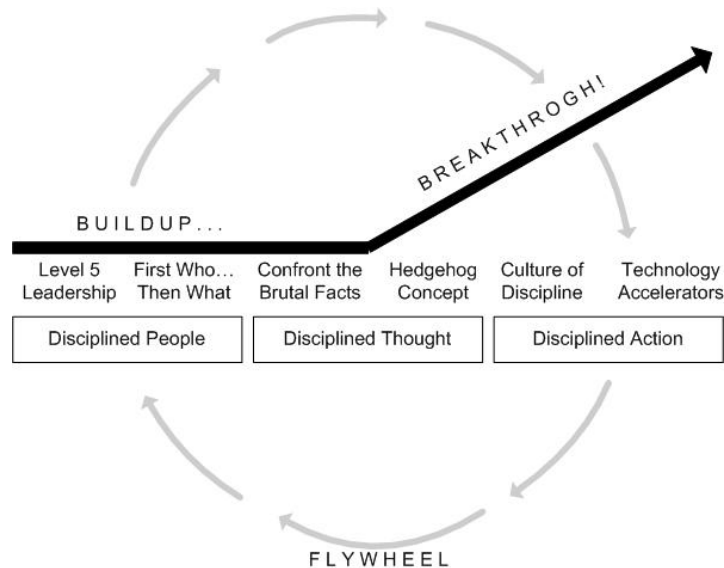 BREAKTHROGH!
BUILDUP...
Level 5
Leadership
First Who...
Then What
Confront the
Brutal Facts
Hedgehog
Concept
Culture of
Discipline
Technology
Accelerators
Disciplined People
Disciplined Thought
Disciplined Action
FLYWHEEL